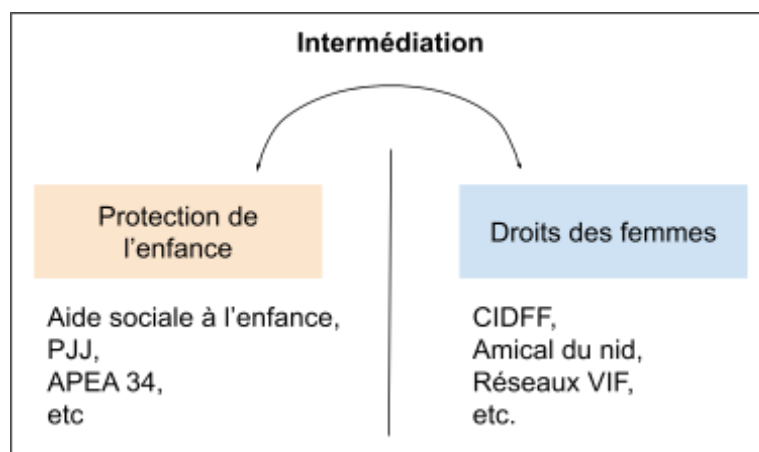 Intermédiation
Protection de
l'enfance
Droits des femmes
Aide sociale à l'enfance,
PJJ,
APEA 34,
etc
CIDFF,
Amical du nid,
Réseaux VIF,
etc.